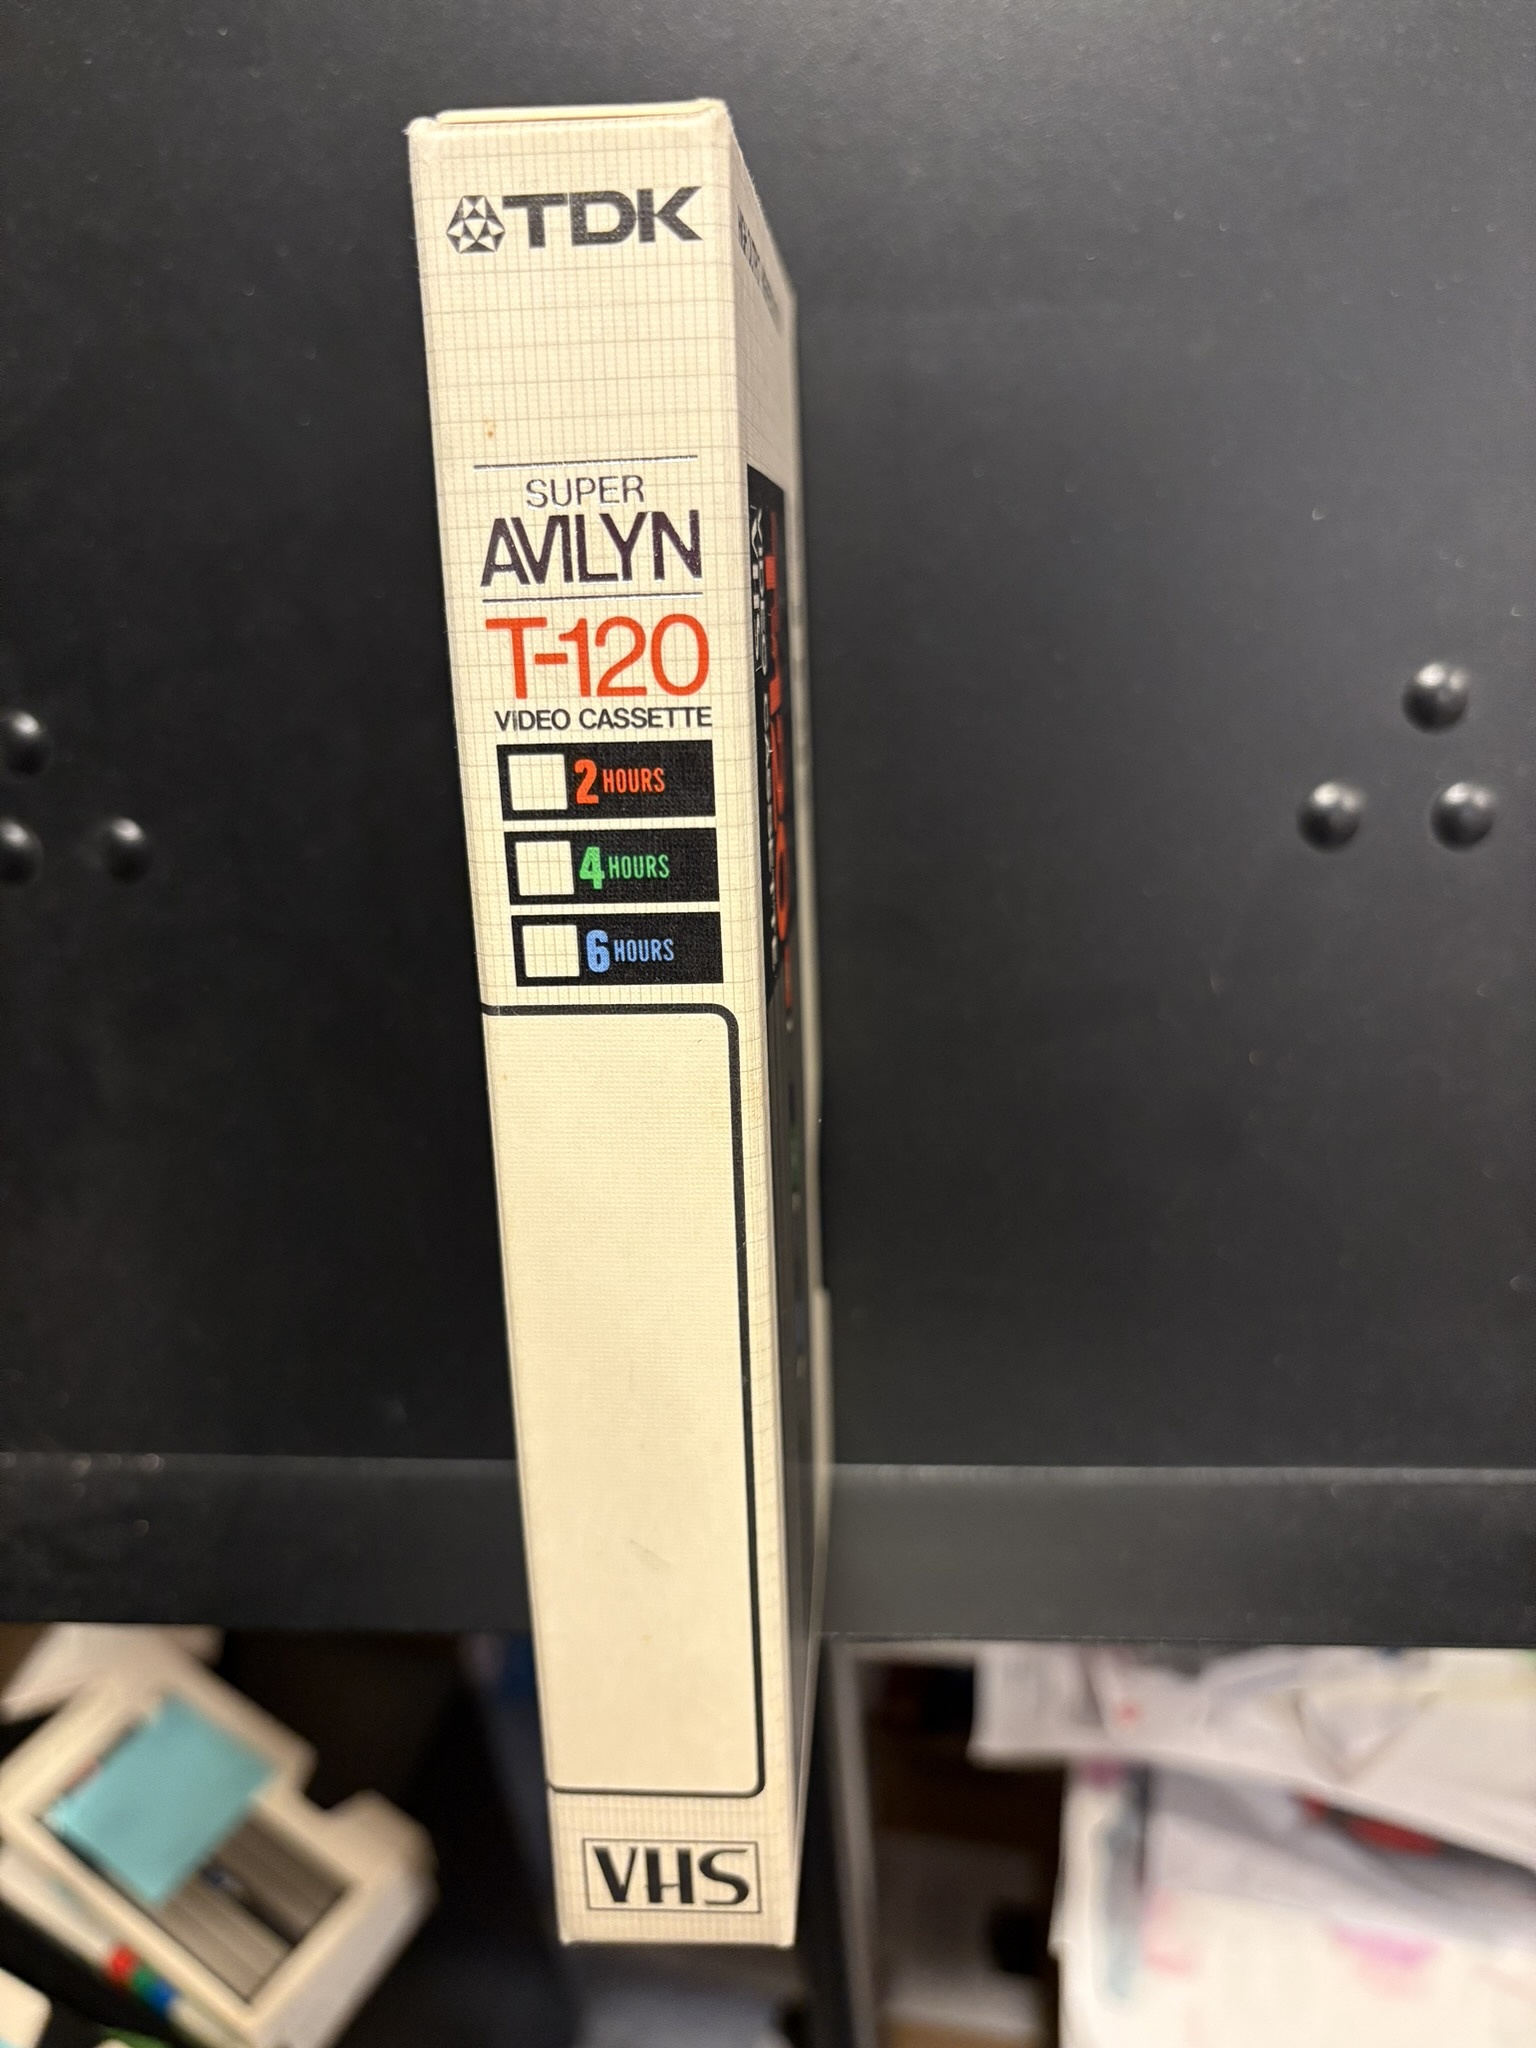 TDK
SUPER
AVILYN
T-120
VIDEO CASSETTE
2 HOURS
4 HOURS
6 HOURS
VHS